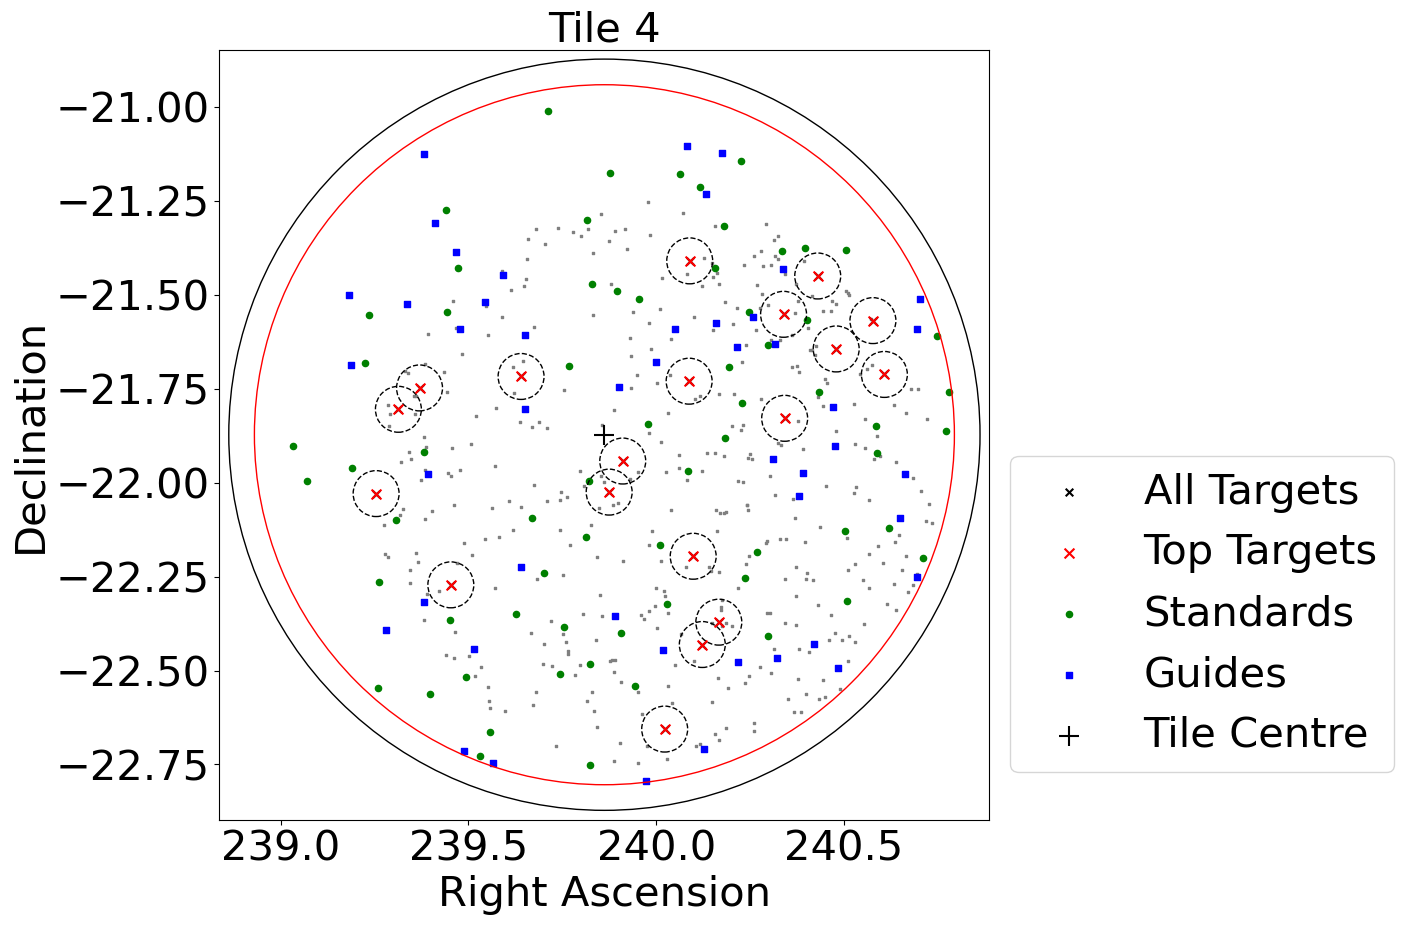 Tile 4
−21.00
−21.25
−21.50
−21.75
−22.00
−22.25
−22.50
−22.75
Declination
239.0
239.5
240.0
240.5
Right Ascension
All Targets
Top Targets
Standards
Guides
Tile Centre